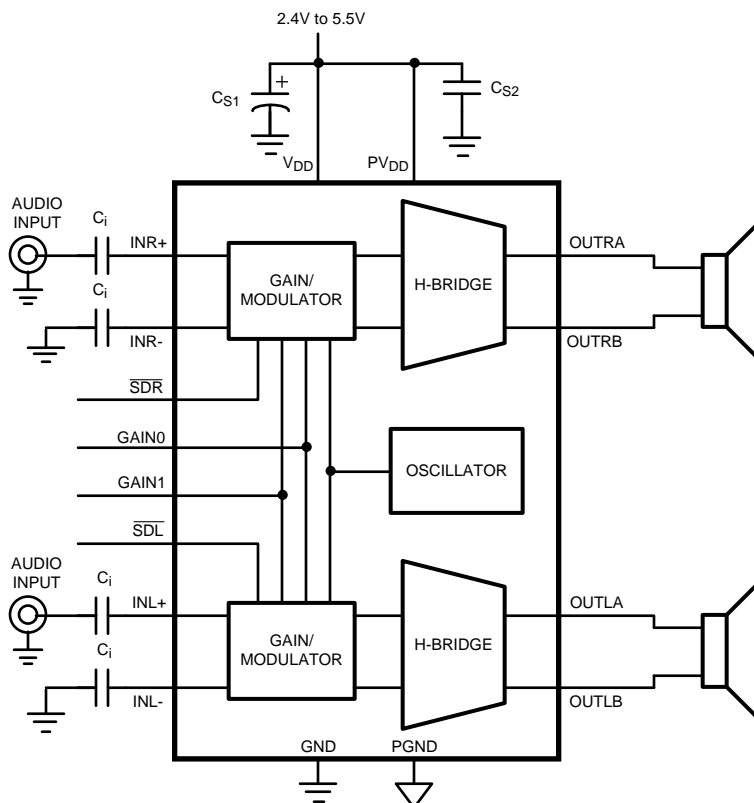 2.4V to 5.5V
CS1
CS2
VDD
PVDD
AUDIO
INPUT
Ci
INR+
GAIN/
MODULATOR
H-BRIDGE
OUTRA
Ci
INR-
OUTRB
SDR
GAIN0
OSCILLATOR
GAIN1
SDL
AUDIO
INPUT
Ci
INL+
GAIN/
MODULATOR
H-BRIDGE
OUTLA
Ci
INL-
OUTLB
GND
PGND